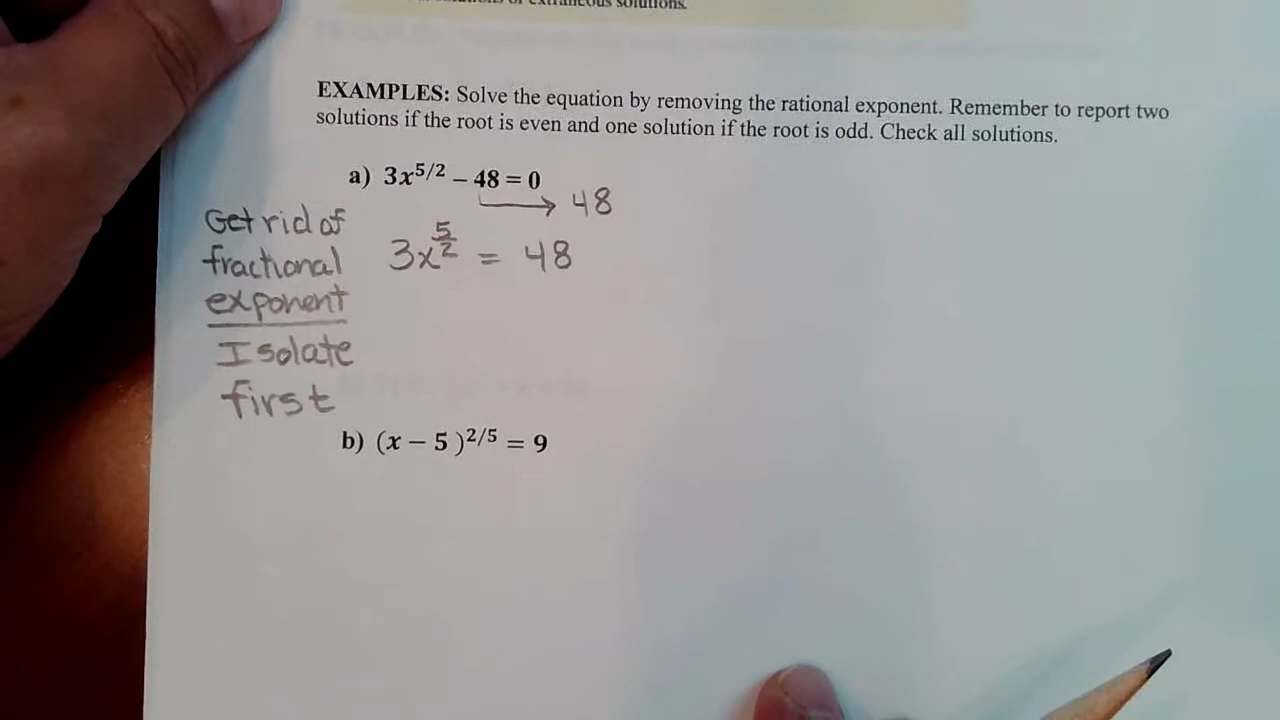 extraneous solutions.
EXAMPLES: Solve the equation by removing the rational exponent. Remember to report two
solutions if the root is even and one solution if the root is odd. Check all solutions.
a) 3x^5/2 – 48 = 0
48
Get rid of
fractional
exponent
Isolate
first
3x^5/2 = 48
b) (x – 5 )^2/5 = 9